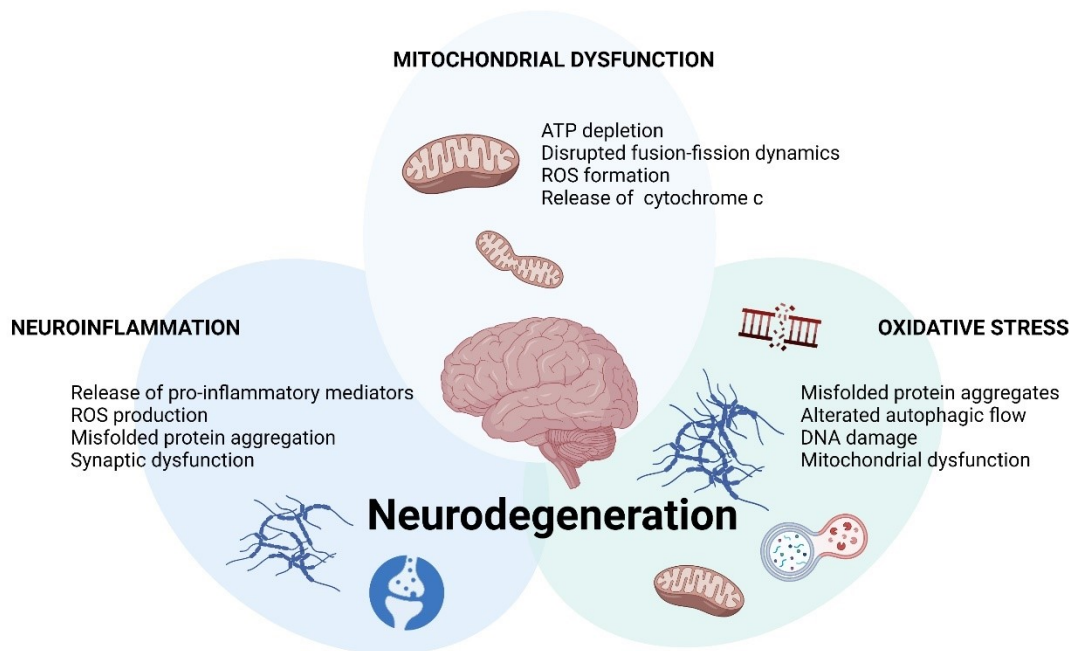 MITOCHONDRIAL DYSFUNCTION
ATP depletion
Disrupted fusion-fission dynamics
ROS formation
Release of cytochrome c
NEUROINFLAMMATION
Release of pro-inflammatory mediators
ROS production
Misfolded protein aggregation
Synaptic dysfunction
OXIDATIVE STRESS
Misfolded protein aggregates
Alterated autophagic flow
DNA damage
Mitochondrial dysfunction
Neurodegeneration